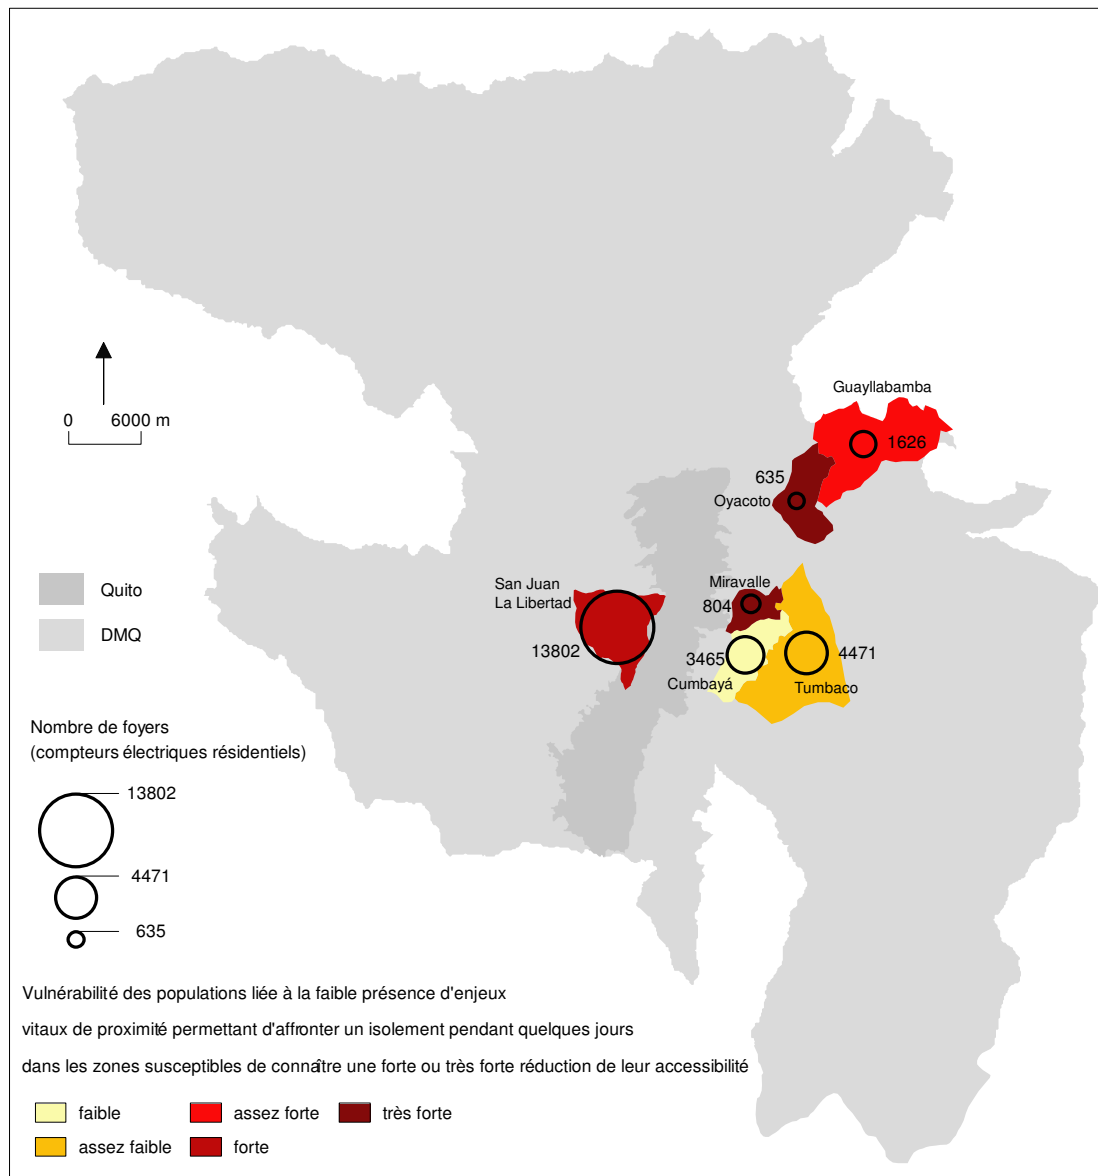 Guayllabamba
0 6000 m
1626
635
Oyacoto
San Juan
La Libertad
Miravalle
804
Quito
DMQ
13802
3465
4471
Cumbayá
Tumbaco
Nombre de foyers
(compteurs électriques résidentiels)
13802
4471
635
Vulnérabilité des populations liée à la faible présence d'enjeux
vitaux de proximité permettant d'affronter un isolement pendant quelques jours
dans les zones susceptibles de connaître une forte ou très forte réduction de leur accessibilité
faible
assez forte
très forte
assez faible
forte